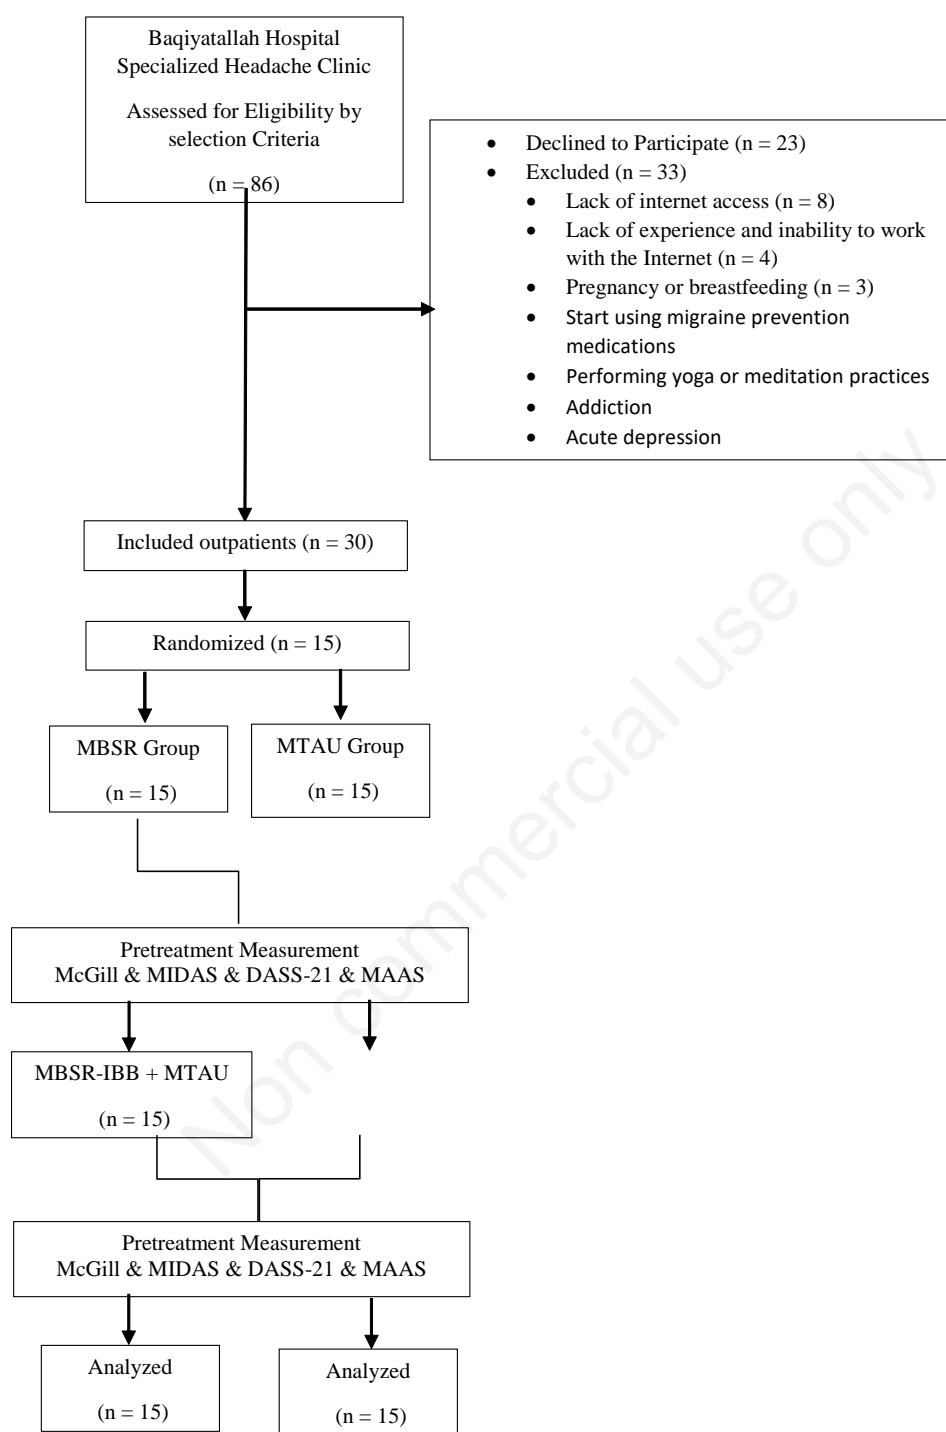 Baqiyatallah Hospital
Specialized Headache Clinic
Assessed for Eligibility by
selection Criteria
(n = 86)
• Declined to Participate (n = 23)
• Excluded (n = 33)
• Lack of internet access (n = 8)
• Lack of experience and inability to work
with the Internet (n = 4)
• Pregnancy or breastfeeding (n = 3)
• Start using migraine prevention
medications
• Performing yoga or meditation practices
• Addiction
• Acute depression
Included outpatients (n = 30)
Randomized (n = 15)
MBSR Group
(n = 15)
MTAU Group
(n = 15)
Pretreatment Measurement
McGill & MIDAS & DASS-21 & MAAS
MBSR-IBB + MTAU
(n = 15)
Pretreatment Measurement
McGill & MIDAS & DASS-21 & MAAS
Analyzed
(n = 15)
Analyzed
(n = 15)
Non commercial use only